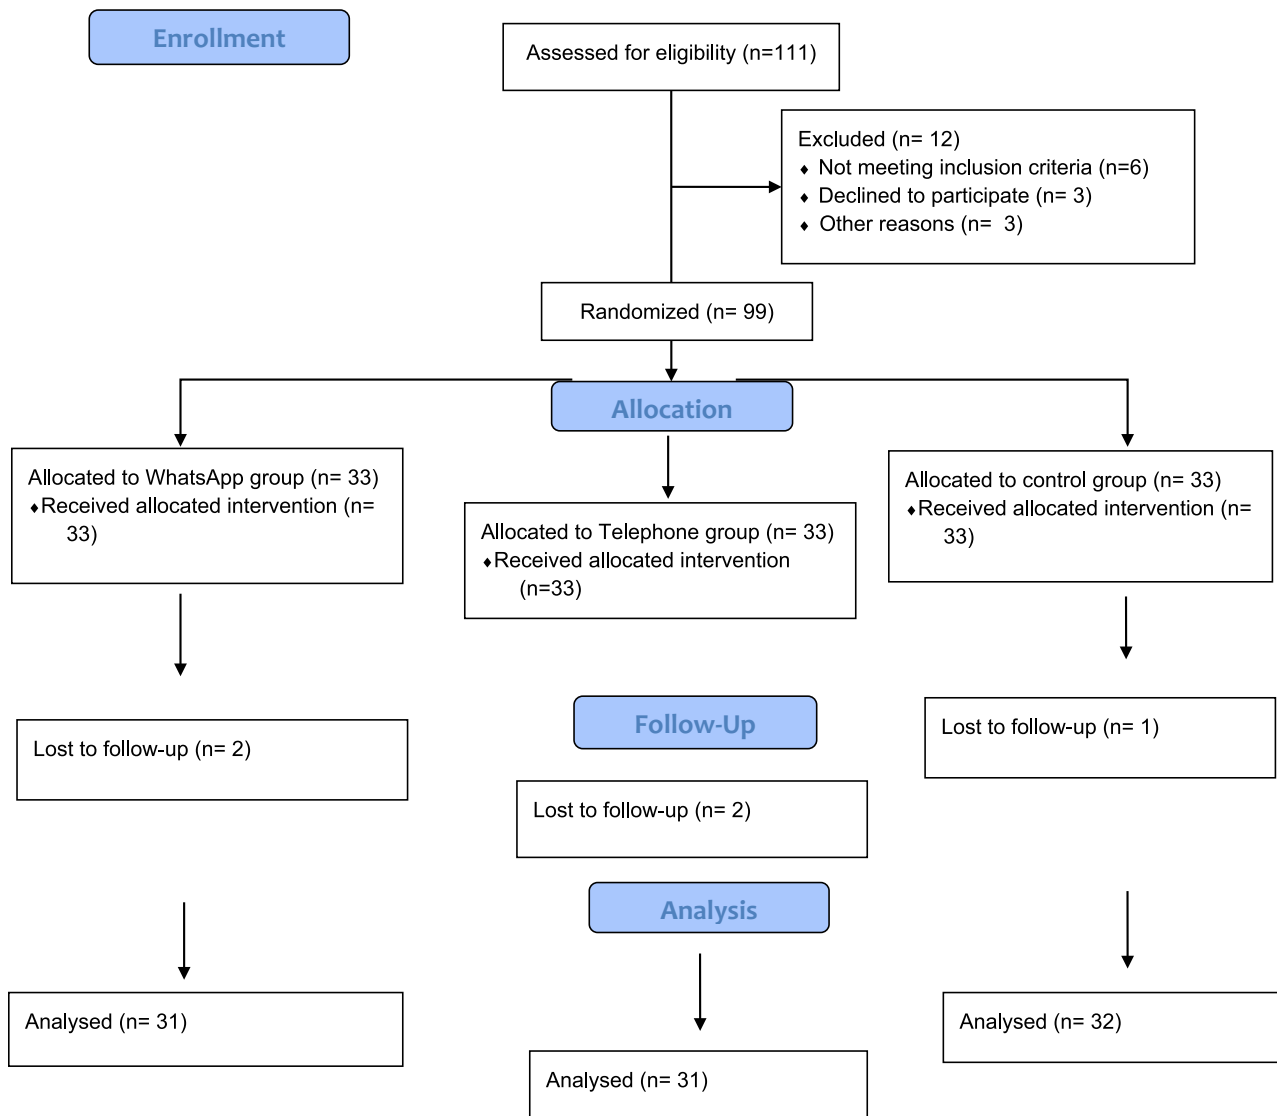 Enrollment
Assessed for eligibility (n=111)
Excluded (n= 12)
♦ Not meeting inclusion criteria (n=6)
♦ Declined to participate (n= 3)
♦ Other reasons (n=  3)
Randomized (n= 99)
Allocation
Allocated to WhatsApp group (n= 33)
♦Received allocated intervention (n=
33)
Allocated to Telephone group (n= 33)
♦Received allocated intervention
(n=33)
Allocated to control group (n= 33)
♦Received allocated intervention (n=
33)
Follow-Up
Lost to follow-up (n= 2)
Lost to follow-up (n= 2)
Lost to follow-up (n= 1)
Analysis
Analysed (n= 31)
Analysed (n= 31)
Analysed (n= 32)